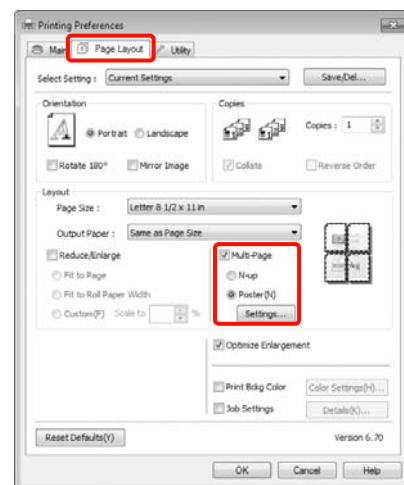 Printing Preferences
Main Page Layout Utility
Select Setting : Current Settings Save/Del...
Orientation Copies
Portrait Landscape Copies : 1
Rotate 180° Mirror Image Collate Reverse Order
Layout
Page Size : Letter 8 1/2 x 11 in
Output Paper : Same as Page Size
Reduce/Enlarge Multi-Page
Fit to Page N-up
Fit to Roll Paper Width Poster(N)
Custom(F) Scale to % Settings...
Optimize Enlargement
Print Bckg Color Color Settings(H)...
Job Settings Details(K)...
Reset Defaults(Y) Version 6.70
OK Cancel Help